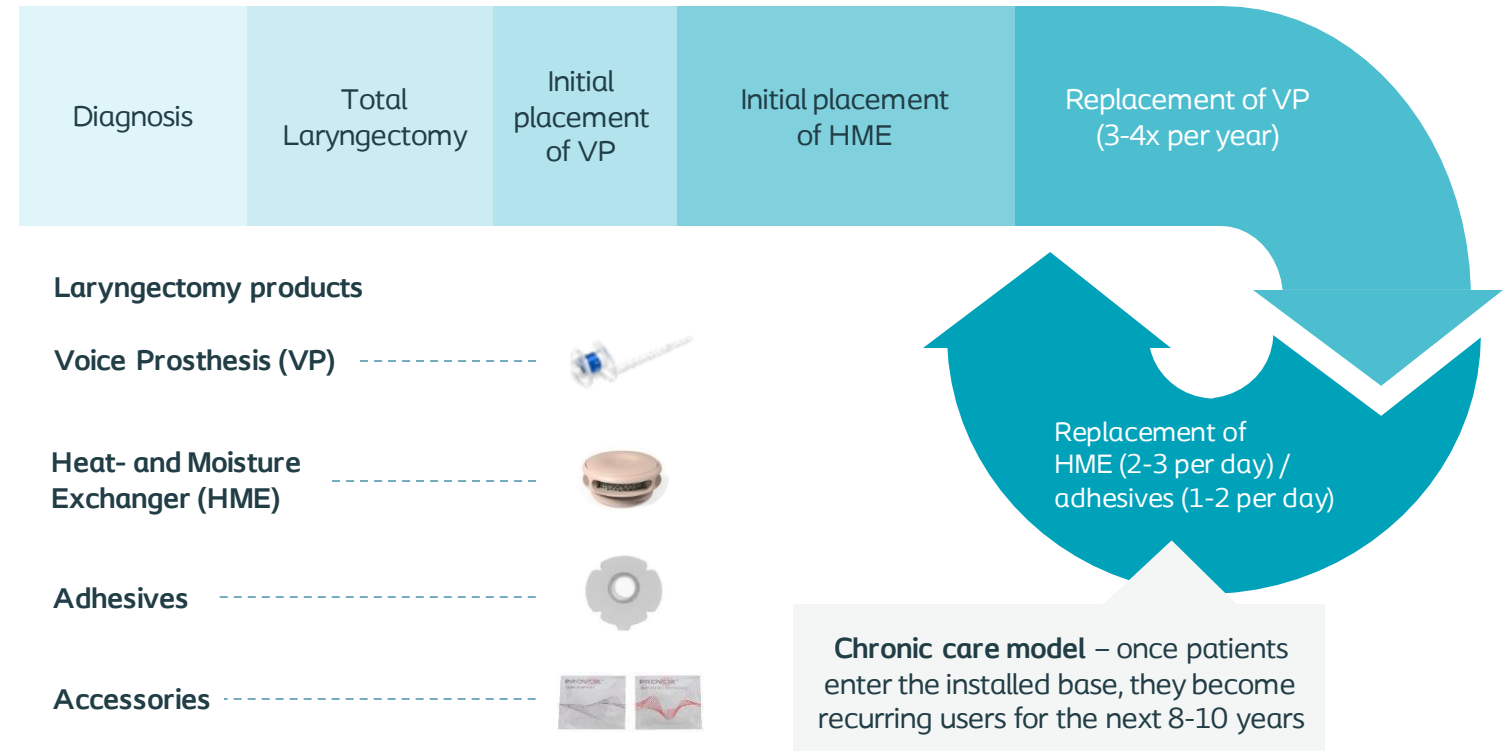 Diagnosis
Total
Laryngectomy
Initial
placement
of VP
Initial placement
of HME
Replacement of VP
(3-4x per year)
Laryngectomy products
Voice Prosthesis (VP)
Heat- and Moisture
Exchanger (HME)
Adhesives
Accessories
PROVOX
PROVOX
Replacement of
HME (2-3 per day) /
adhesives (1-2 per day)
Chronic care model – once patients
enter the installed base, they become
recurring users for the next 8-10 years